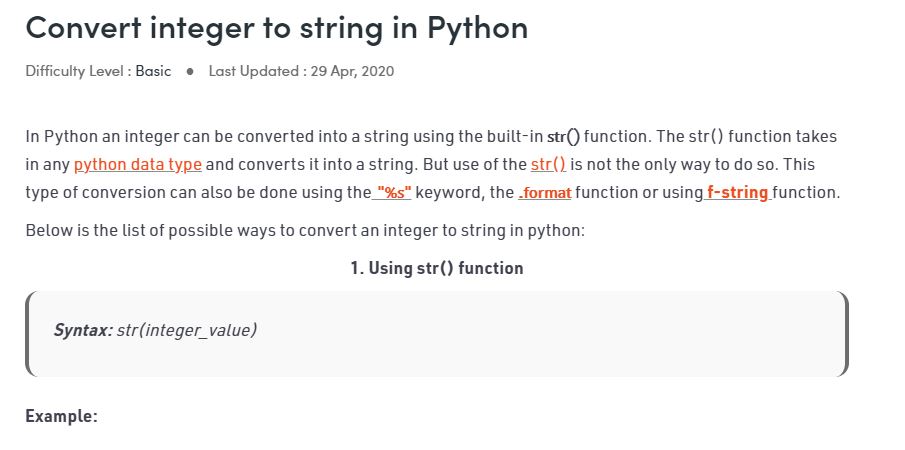 Convert integer to string in Python
Difficulty Level : Basic ● Last Updated : 29 Apr, 2020
In Python an integer can be converted into a string using the built-in str() function. The str() function takes
in any python data type and converts it into a string. But use of the str() is not the only way to do so. This
type of conversion can also be done using the "%s" keyword, the .format function or using f-string function.
Below is the list of possible ways to convert an integer to string in python:
1. Using str() function
Syntax: str(integer_value)
Example: